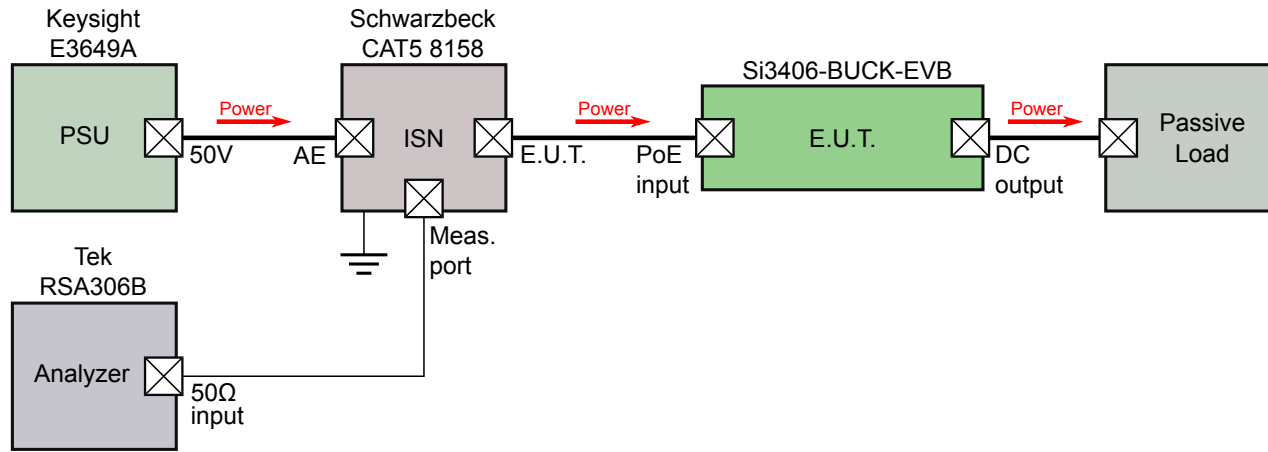 Keysight
E3649A
PSU
50V
Power
Schwarzbeck
CAT5 8158
AE
ISN
E.U.T.
Meas.
port
Power
Si3406-BUCK-EVB
PoE
input
E.U.T.
DC
output
Power
Passive
Load
Tek
RSA306B
Analyzer
50Ω
input